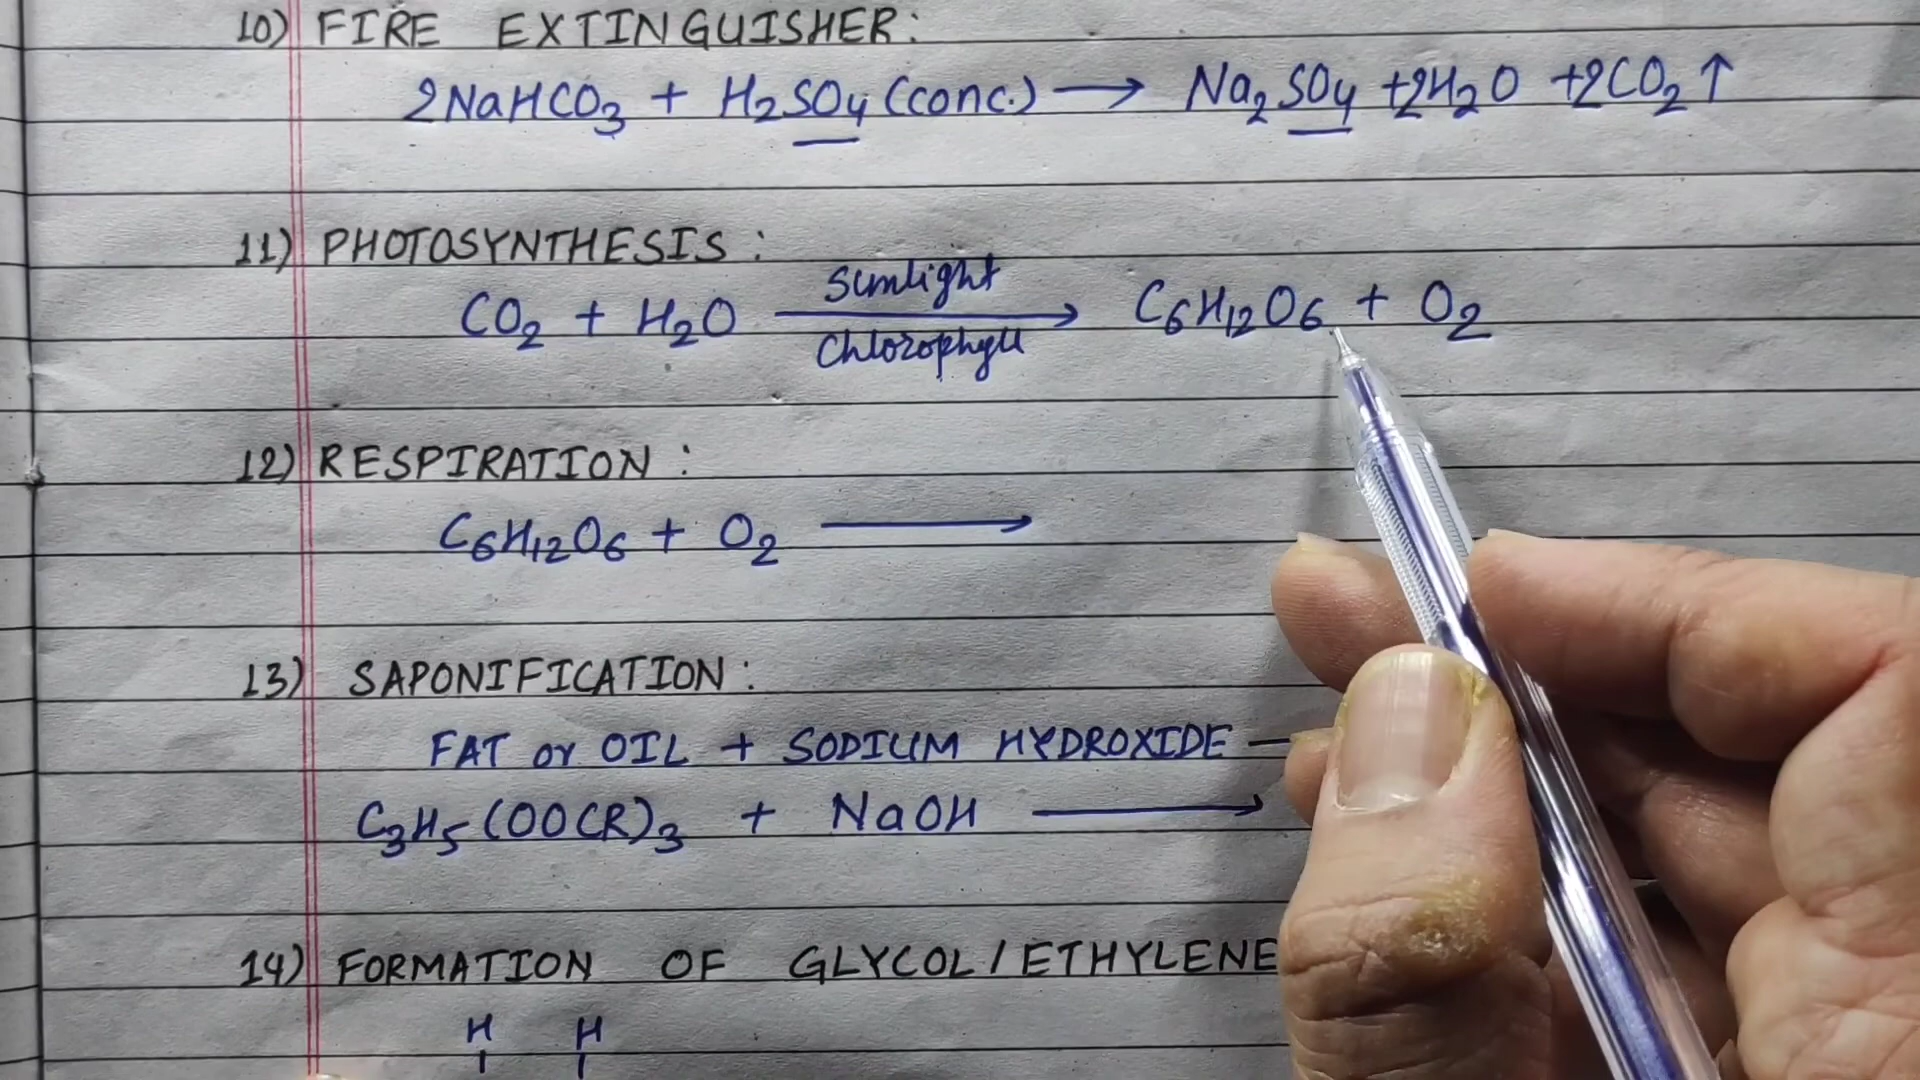 10) FIRE EXTINGUISHER:
2NaHCO₃ + H₂SO₄ (conc.) → Na₂SO₄ + 2H₂O + 2CO₂ ↑
11) PHOTOSYNTHESIS:
Sunlight
CO₂ + H₂O → C₆H₁₂O₆ + O₂
Chlorophyll
12) RESPIRATION:
C₆H₁₂O₆ + O₂ →
13) SAPONIFICATION:
FAT or OIL + SODIUM HYDROXIDE —
C₃H₅(OOCR)₃ + NaOH →
14) FORMATION OF GLYCOL/ETHYLENE
H H